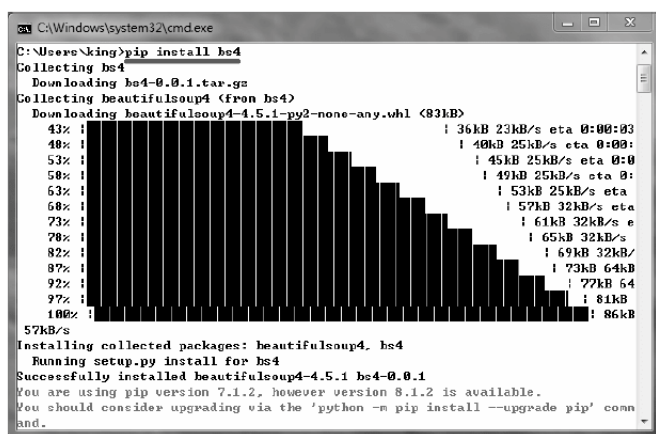 C:\Windows\system32\cmd.exe
C:\Users\king>pip install bs4
Collecting bs4
Downloading bs4-0.0.1.tar.gz
Collecting beautifulsoup4 (from bs4)
Downloading beautifulsoup4-4.5.1-py2-none-any.whl (83kB)
43% | | 36kB 23kB/s eta 0:00:03
48% | | 40kB 25kB/s eta 0:00:
53% | | 45kB 25kB/s eta 0:0
58% | | 49kB 25kB/s eta 0:
63% | | 53kB 25kB/s eta
68% | | 57kB 32kB/s eta
73% | | 61kB 32kB/s e
78% | | 65kB 32kB/s
82% | | 69kB 32kB/
87% | | 73kB 64kB
92% | | 77kB 64
97% | | 81kB
100% | | 86kB
57kB/s
Installing collected packages: beautifulsoup4, bs4
Running setup.py install for bs4
Successfully installed beautifulsoup4-4.5.1 bs4-0.0.1
You are using pip version 7.1.2, however version 8.1.2 is available.
You should consider upgrading via the 'python -m pip install --upgrade pip' comm
and.